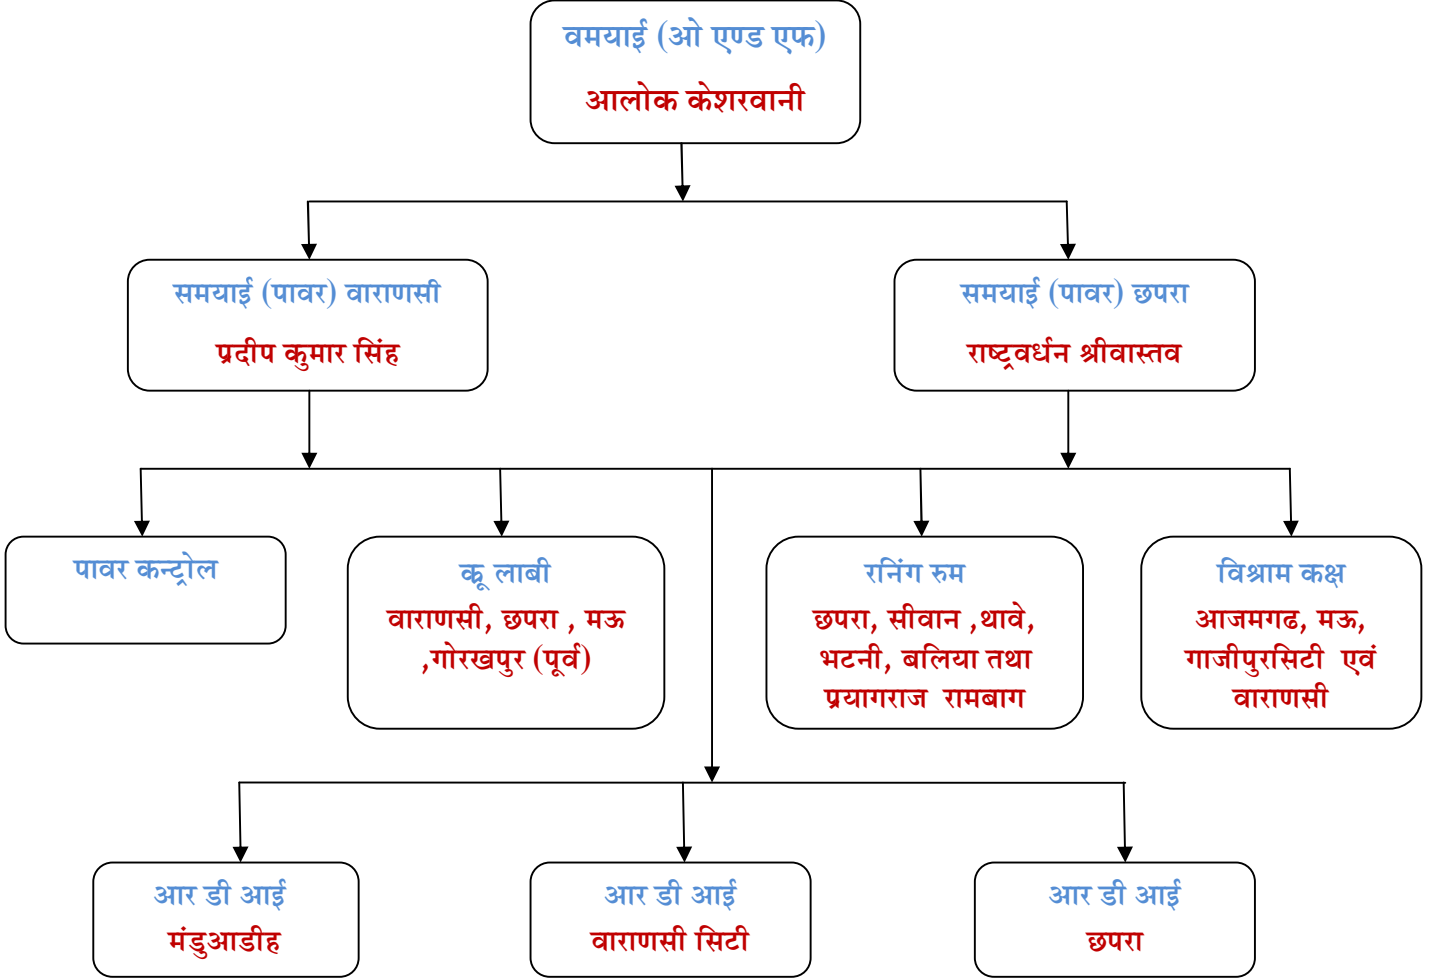 वमयाई (ओ एण्ड एफ)
आलोक केशरवानी
समयाई (पावर) वाराणसी
प्रदीप कुमार सिंह
समयाई (पावर) छपरा
राष्ट्रवर्धन श्रीवास्तव
पावर कन्ट्रोल
क्रू लाबी
वाराणसी, छपरा , मऊ
,गोरखपुर (पूर्व)
रनिंग रुम
छपरा, सीवान ,थावे,
भटनी, बलिया तथा
प्रयागराज रामबाग
विश्राम कक्ष
आजमगढ, मऊ,
गाजीपुरसिटी एवं
वाराणसी
आर डी आई
मंडुआडीह
आर डी आई
वाराणसी सिटी
आर डी आई
छपरा